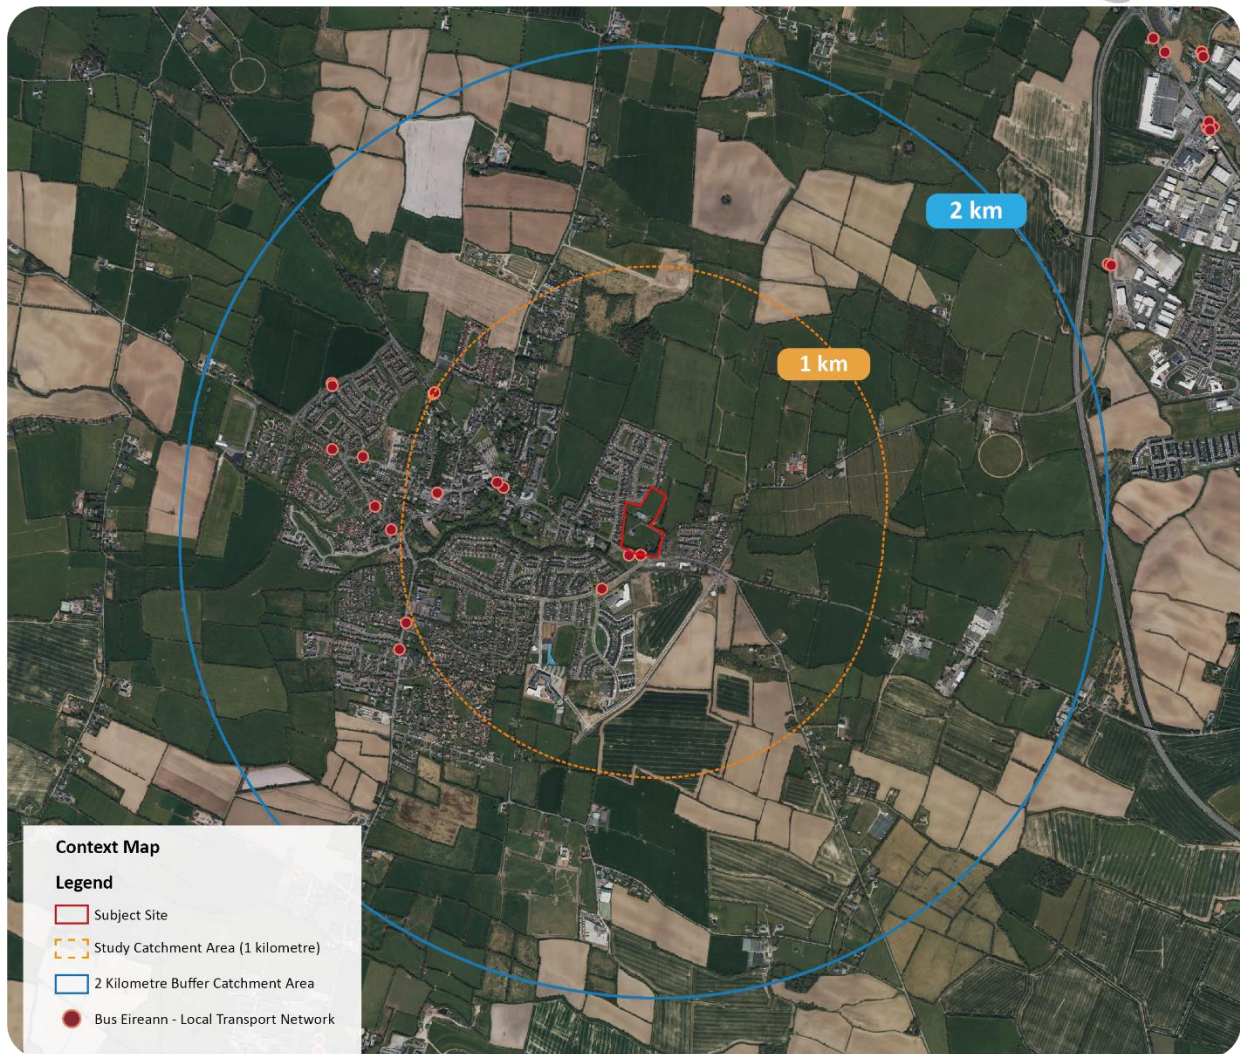 2 km
1 km
Context Map
Legend
Subject Site
Study Catchment Area (1 kilometre)
2 Kilometre Buffer Catchment Area
Bus Eireann - Local Transport Network